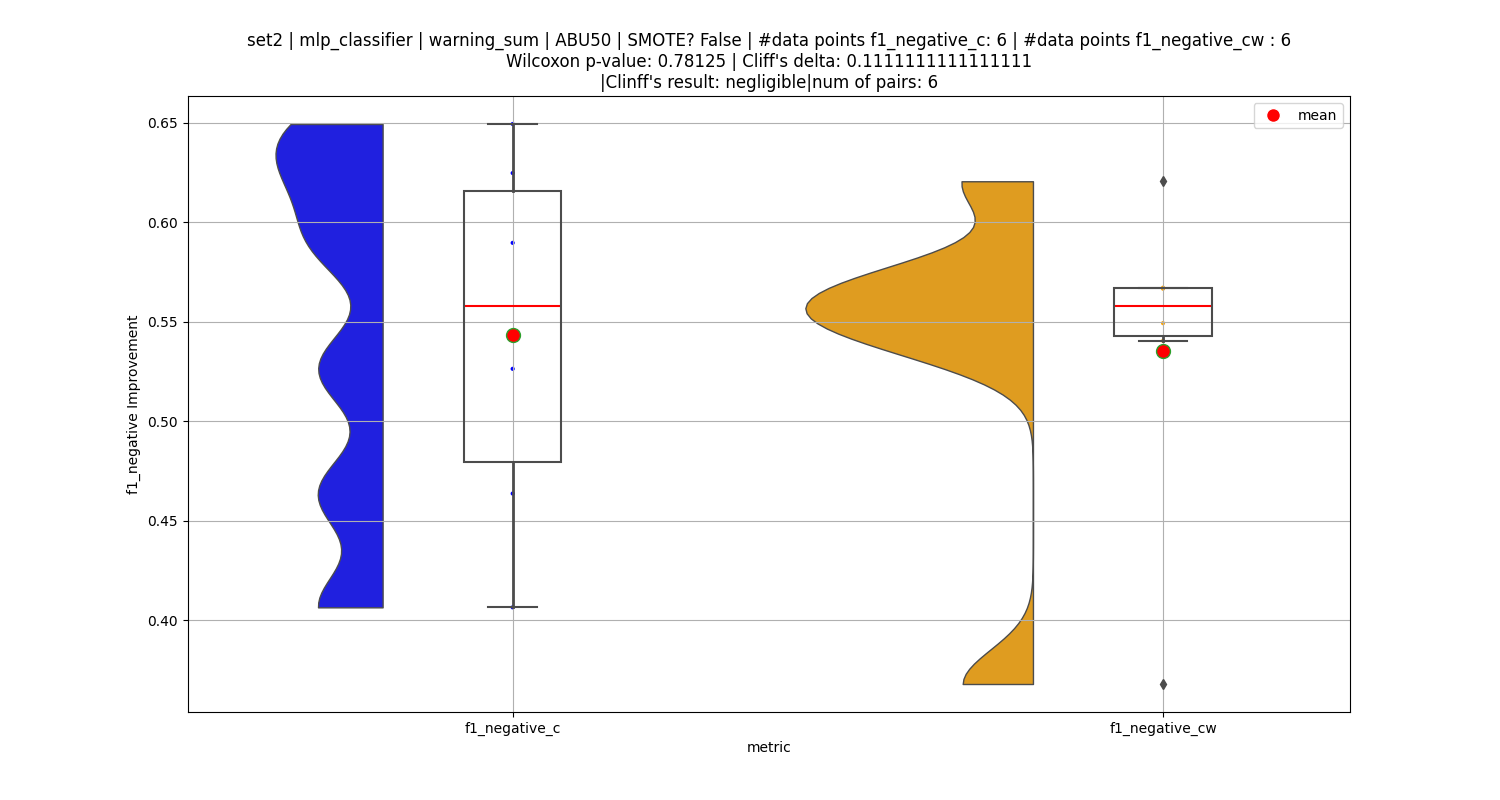 set2 | mlp_classifier | warning_sum | ABU50 | SMOTE? False | #data points f1_negative_c: 6 | #data points f1_negative_cw : 6
Wilcoxon p-value: 0.78125 | Cliff's delta: 0.1111111111111111
|Clinff's result: negligible|num of pairs: 6
mean
0.65
0.60
0.55
0.50
0.45
0.40
f1_negative Improvement
f1_negative_c
f1_negative_cw
metric